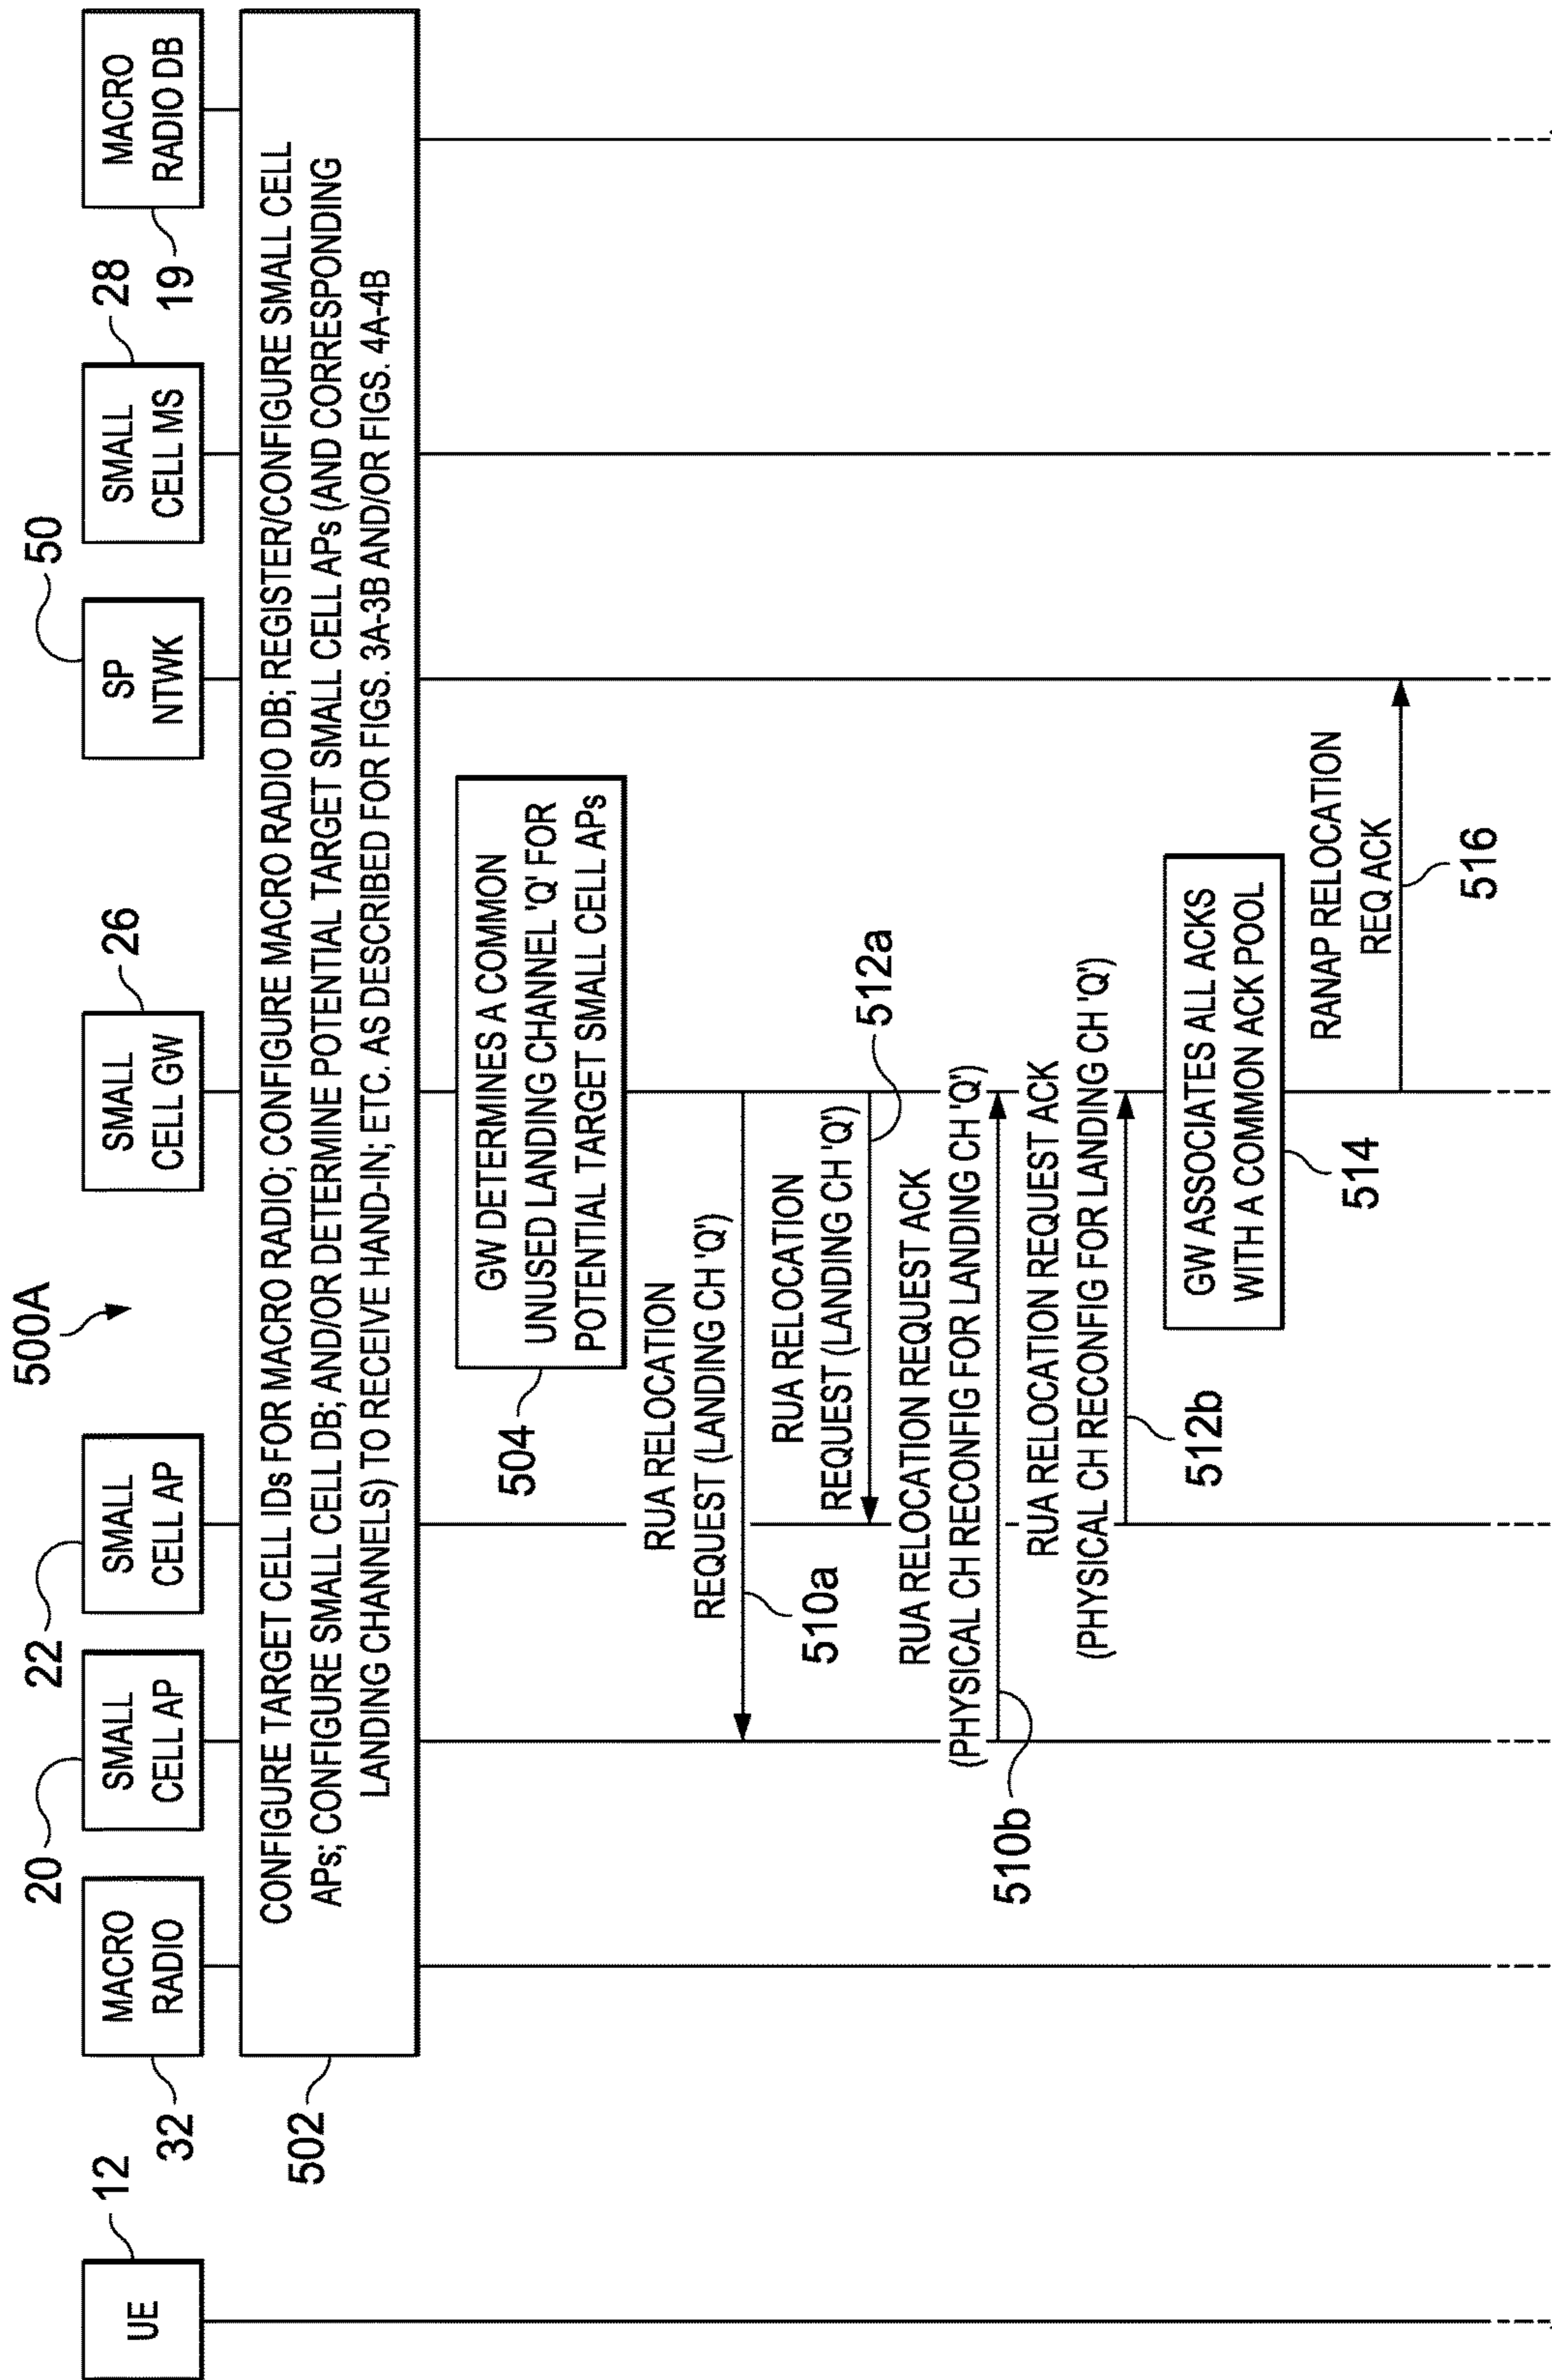 500A
12
UE
32
MACRO
RADIO
20
SMALL
CELL AP
22
SMALL
CELL AP
26
SMALL
CELL GW
50
SP
NTWK
28
SMALL
CELL MS
19
MACRO
RADIO DB
502
CONFIGURE TARGET CELL IDs FOR MACRO RADIO; CONFIGURE MACRO RADIO DB; REGISTER/CONFIGURE SMALL CELL
APs; CONFIGURE SMALL CELL DB; AND/OR DETERMINE POTENTIAL TARGET SMALL CELL APs (AND CORRESPONDING
LANDING CHANNELS) TO RECEIVE HAND-IN; ETC. AS DESCRIBED FOR FIGS. 3A-3B AND/OR FIGS. 4A-4B
GW DETERMINES A COMMON
UNUSED LANDING CHANNEL 'Q' FOR
POTENTIAL TARGET SMALL CELL APs
504
RUA RELOCATION
REQUEST (LANDING CH 'Q')
510a
RUA RELOCATION
REQUEST (LANDING CH 'Q')
512a
RUA RELOCATION REQUEST ACK
(PHYSICAL CH RECONFIG FOR LANDING CH 'Q')
510b
RUA RELOCATION REQUEST ACK
(PHYSICAL CH RECONFIG FOR LANDING CH 'Q')
512b
GW ASSOCIATES ALL ACKS
WITH A COMMON ACK POOL
514
RANAP RELOCATION
REQ ACK
516